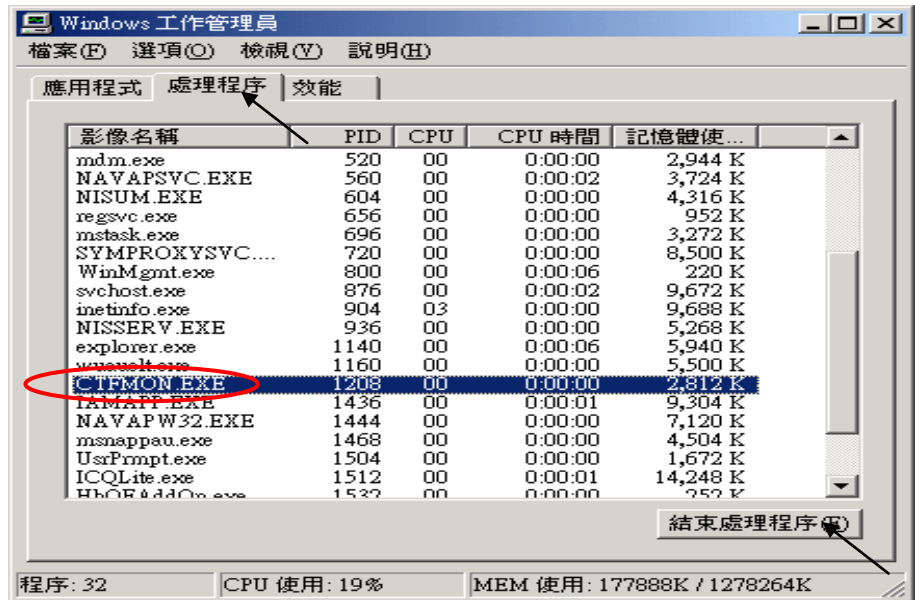 Windows 工作管理員
檔案(F) 選項(O) 檢視(V) 說明(H)
應用程式 處理程序 效能
影像名稱 PID CPU CPU 時間 記憶體使...
mdm.exe 520 00 0:00:00 2,944 K
NAVAPSVC.EXE 560 00 0:00:02 3,724 K
NISUM.EXE 604 00 0:00:00 4,316 K
regsvc.exe 656 00 0:00:00 952 K
mstask.exe 696 00 0:00:00 3,272 K
SYMPROXYSVC.... 720 00 0:00:00 8,500 K
WinMgmt.exe 800 00 0:00:06 220 K
svchost.exe 876 00 0:00:02 9,672 K
inetinfo.exe 904 03 0:00:00 9,688 K
NISSERV.EXE 936 00 0:00:00 5,268 K
explorer.exe 1140 00 0:00:06 5,940 K
wuauclt.exe 1160 00 0:00:00 5,500 K
CTFMON.EXE 1208 00 0:00:00 2,812 K
IAMAPP.EXE 1436 00 0:00:01 9,304 K
NAVAPW32.EXE 1444 00 0:00:00 7,120 K
msnappau.exe 1468 00 0:00:00 4,504 K
UsrPrmpt.exe 1504 00 0:00:00 1,672 K
ICQLite.exe 1512 00 0:00:01 14,248 K
1532 00 0:00:00 252 K
結束處理程序(E)
程序: 32 CPU 使用: 19% MEM 使用: 177888K / 1278264K